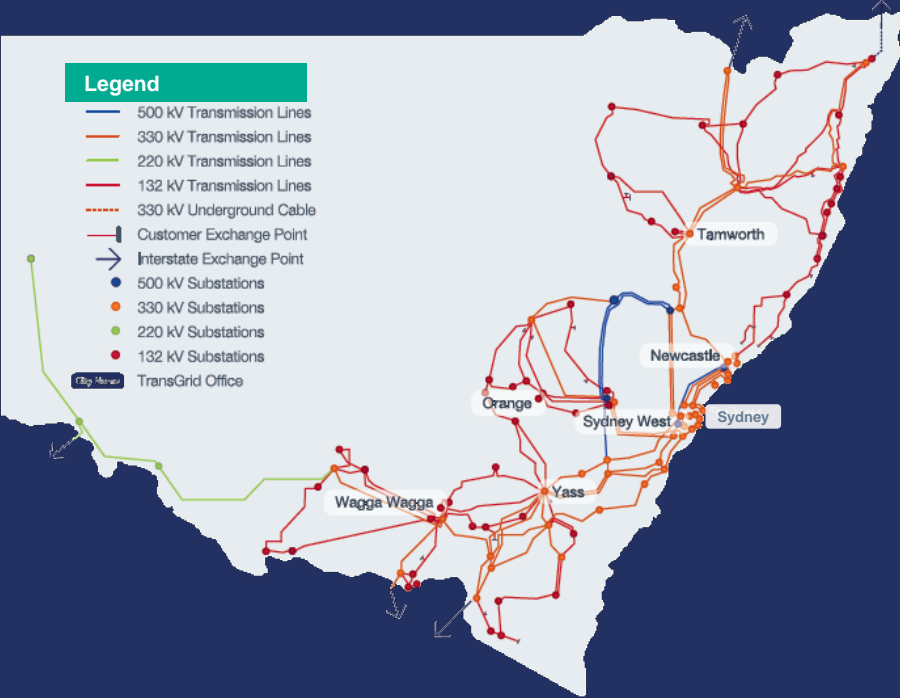 Legend
500 kV Transmission Lines
330 kV Transmission Lines
220 kV Transmission Lines
132 kV Transmission Lines
330 kV Underground Cable
Customer Exchange Point
Interstate Exchange Point
500 kV Substations
330 kV Substations
220 kV Substations
132 kV Substations
TransGrid Office
Tamworth
Newcastle
Orange
Sydney West
Sydney
Yass
Wagga Wagga